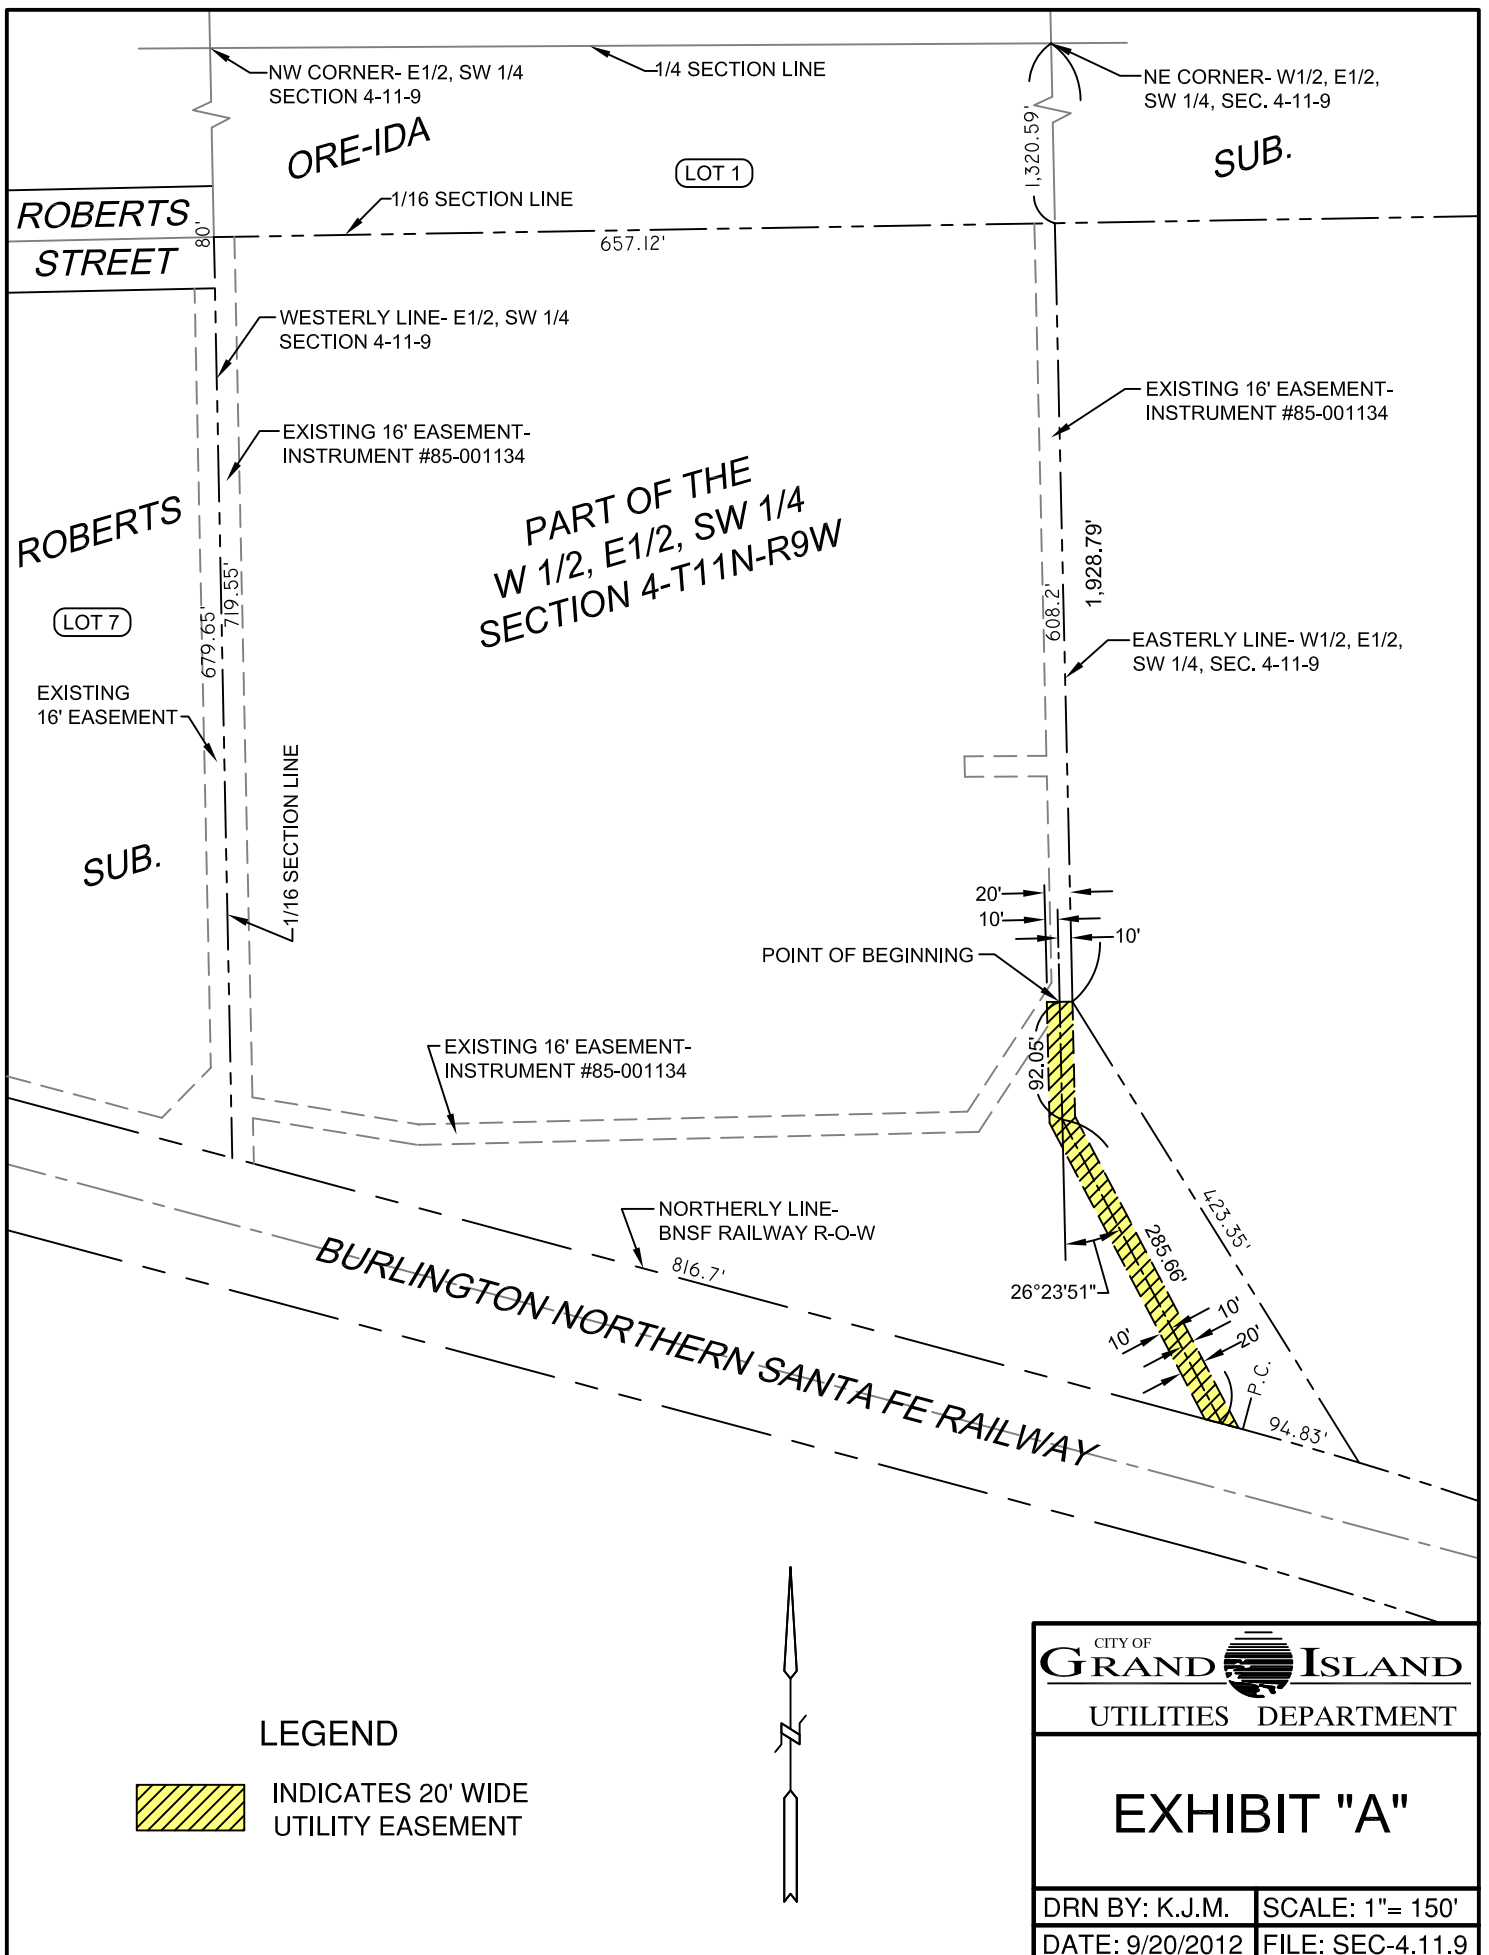 NW CORNER- E1/2, SW 1/4
SECTION 4-11-9
1/4 SECTION LINE
NE CORNER- W1/2, E1/2,
SW 1/4, SEC. 4-11-9
ORE-IDA
LOT 1
1,320.59'
SUB.
1/16 SECTION LINE
ROBERTS
STREET
80'
657.12'
WESTERLY LINE- E1/2, SW 1/4
SECTION 4-11-9
EXISTING 16' EASEMENT-
INSTRUMENT #85-001134
EXISTING 16' EASEMENT-
INSTRUMENT #85-001134
PART OF THE
W 1/2, E1/2, SW 1/4
SECTION 4-T11N-R9W
ROBERTS
LOT 7
679.65'
719.55'
608.2'
1,928.79'
EASTERLY LINE- W1/2, E1/2,
SW 1/4, SEC. 4-11-9
EXISTING
16' EASEMENT
1/16 SECTION LINE
SUB.
20'
10'
10'
POINT OF BEGINNING
EXISTING 16' EASEMENT-
INSTRUMENT #85-001134
92.05'
NORTHERLY LINE-
BNSF RAILWAY R-O-W
816.7'
423.35'
285.66'
26°23'51"
10'
10'
20'
P.C.
94.83'
BURLINGTON NORTHERN SANTA FE RAILWAY
LEGEND
INDICATES 20' WIDE
UTILITY EASEMENT
CITY OF
GRAND ISLAND
UTILITIES DEPARTMENT
EXHIBIT "A"
DRN BY: K.J.M.
SCALE: 1"= 150'
DATE: 9/20/2012
FILE: SEC-4.11.9